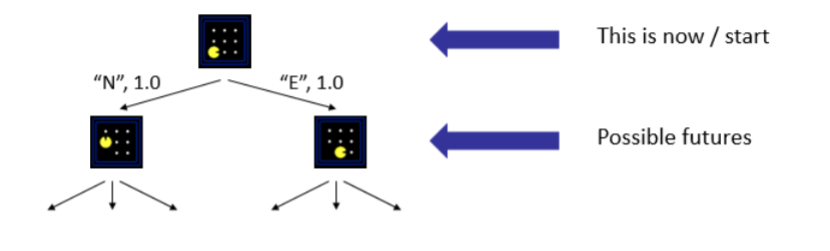 This is now / start
“N”, 1.0
“E”, 1.0
Possible futures